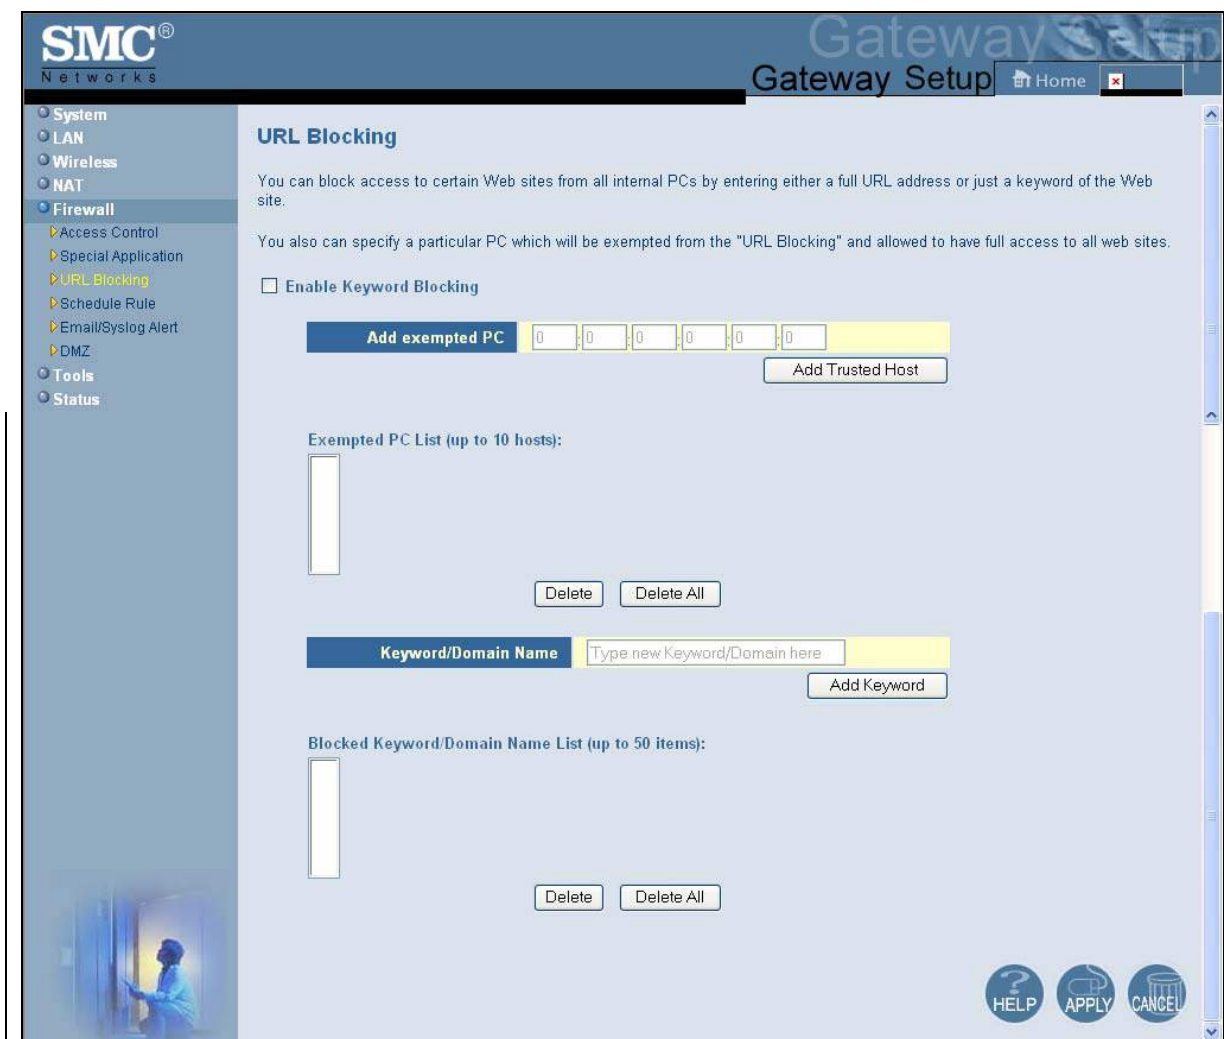 SMC®
Networks
Gateway Setup
Gateway Setup
Home
System
LAN
Wireless
NAT
Firewall
Access Control
Special Application
URL Blocking
Schedule Rule
Email/Syslog Alert
DMZ
Tools
Status
URL Blocking
You can block access to certain Web sites from all internal PCs by entering either a full URL address or just a keyword of the Web
site.
You also can specify a particular PC which will be exempted from the "URL Blocking" and allowed to have full access to all web sites.
Enable Keyword Blocking
Add exempted PC 0 :0 :0 :0 :0 :0
Add Trusted Host
Exempted PC List (up to 10 hosts):
Delete Delete All
Keyword/Domain Name Type new Keyword/Domain here
Add Keyword
Blocked Keyword/Domain Name List (up to 50 items):
Delete Delete All
HELP APPLY CANCEL